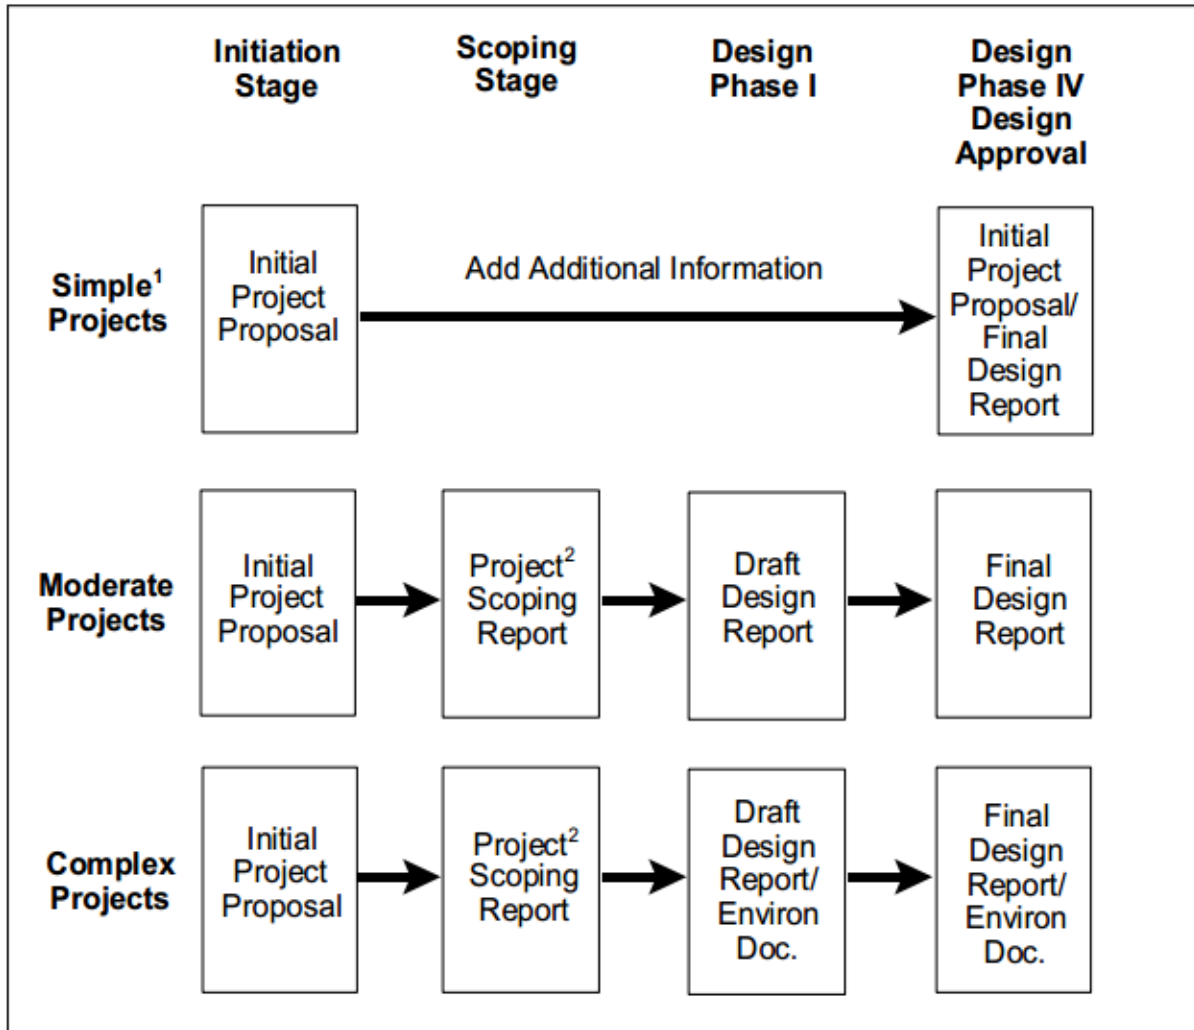 Initiation
Stage
Scoping
Stage
Design
Phase I
Design
Phase IV
Design
Approval
Simple¹
Projects
Initial
Project
Proposal
Add Additional Information
Initial
Project
Proposal/
Final
Design
Report
Moderate
Projects
Initial
Project
Proposal
Project²
Scoping
Report
Draft
Design
Report
Final
Design
Report
Complex
Projects
Initial
Project
Proposal
Project²
Scoping
Report
Draft
Design
Report/
Environ
Doc.
Final
Design
Report/
Environ
Doc.